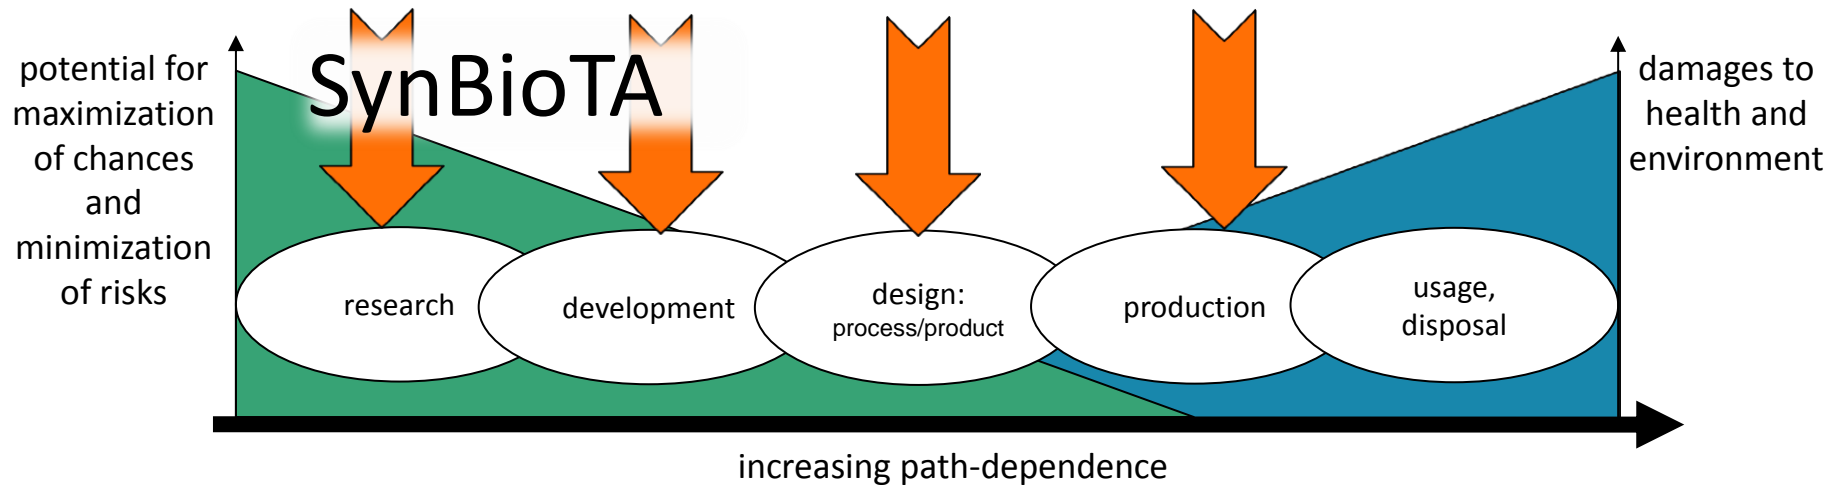 potential for
maximization
of chances
and
minimization
of risks
SynBioTA
damages to
health and
environment
research
development
design:
process/product
production
usage,
disposal
increasing path-dependence